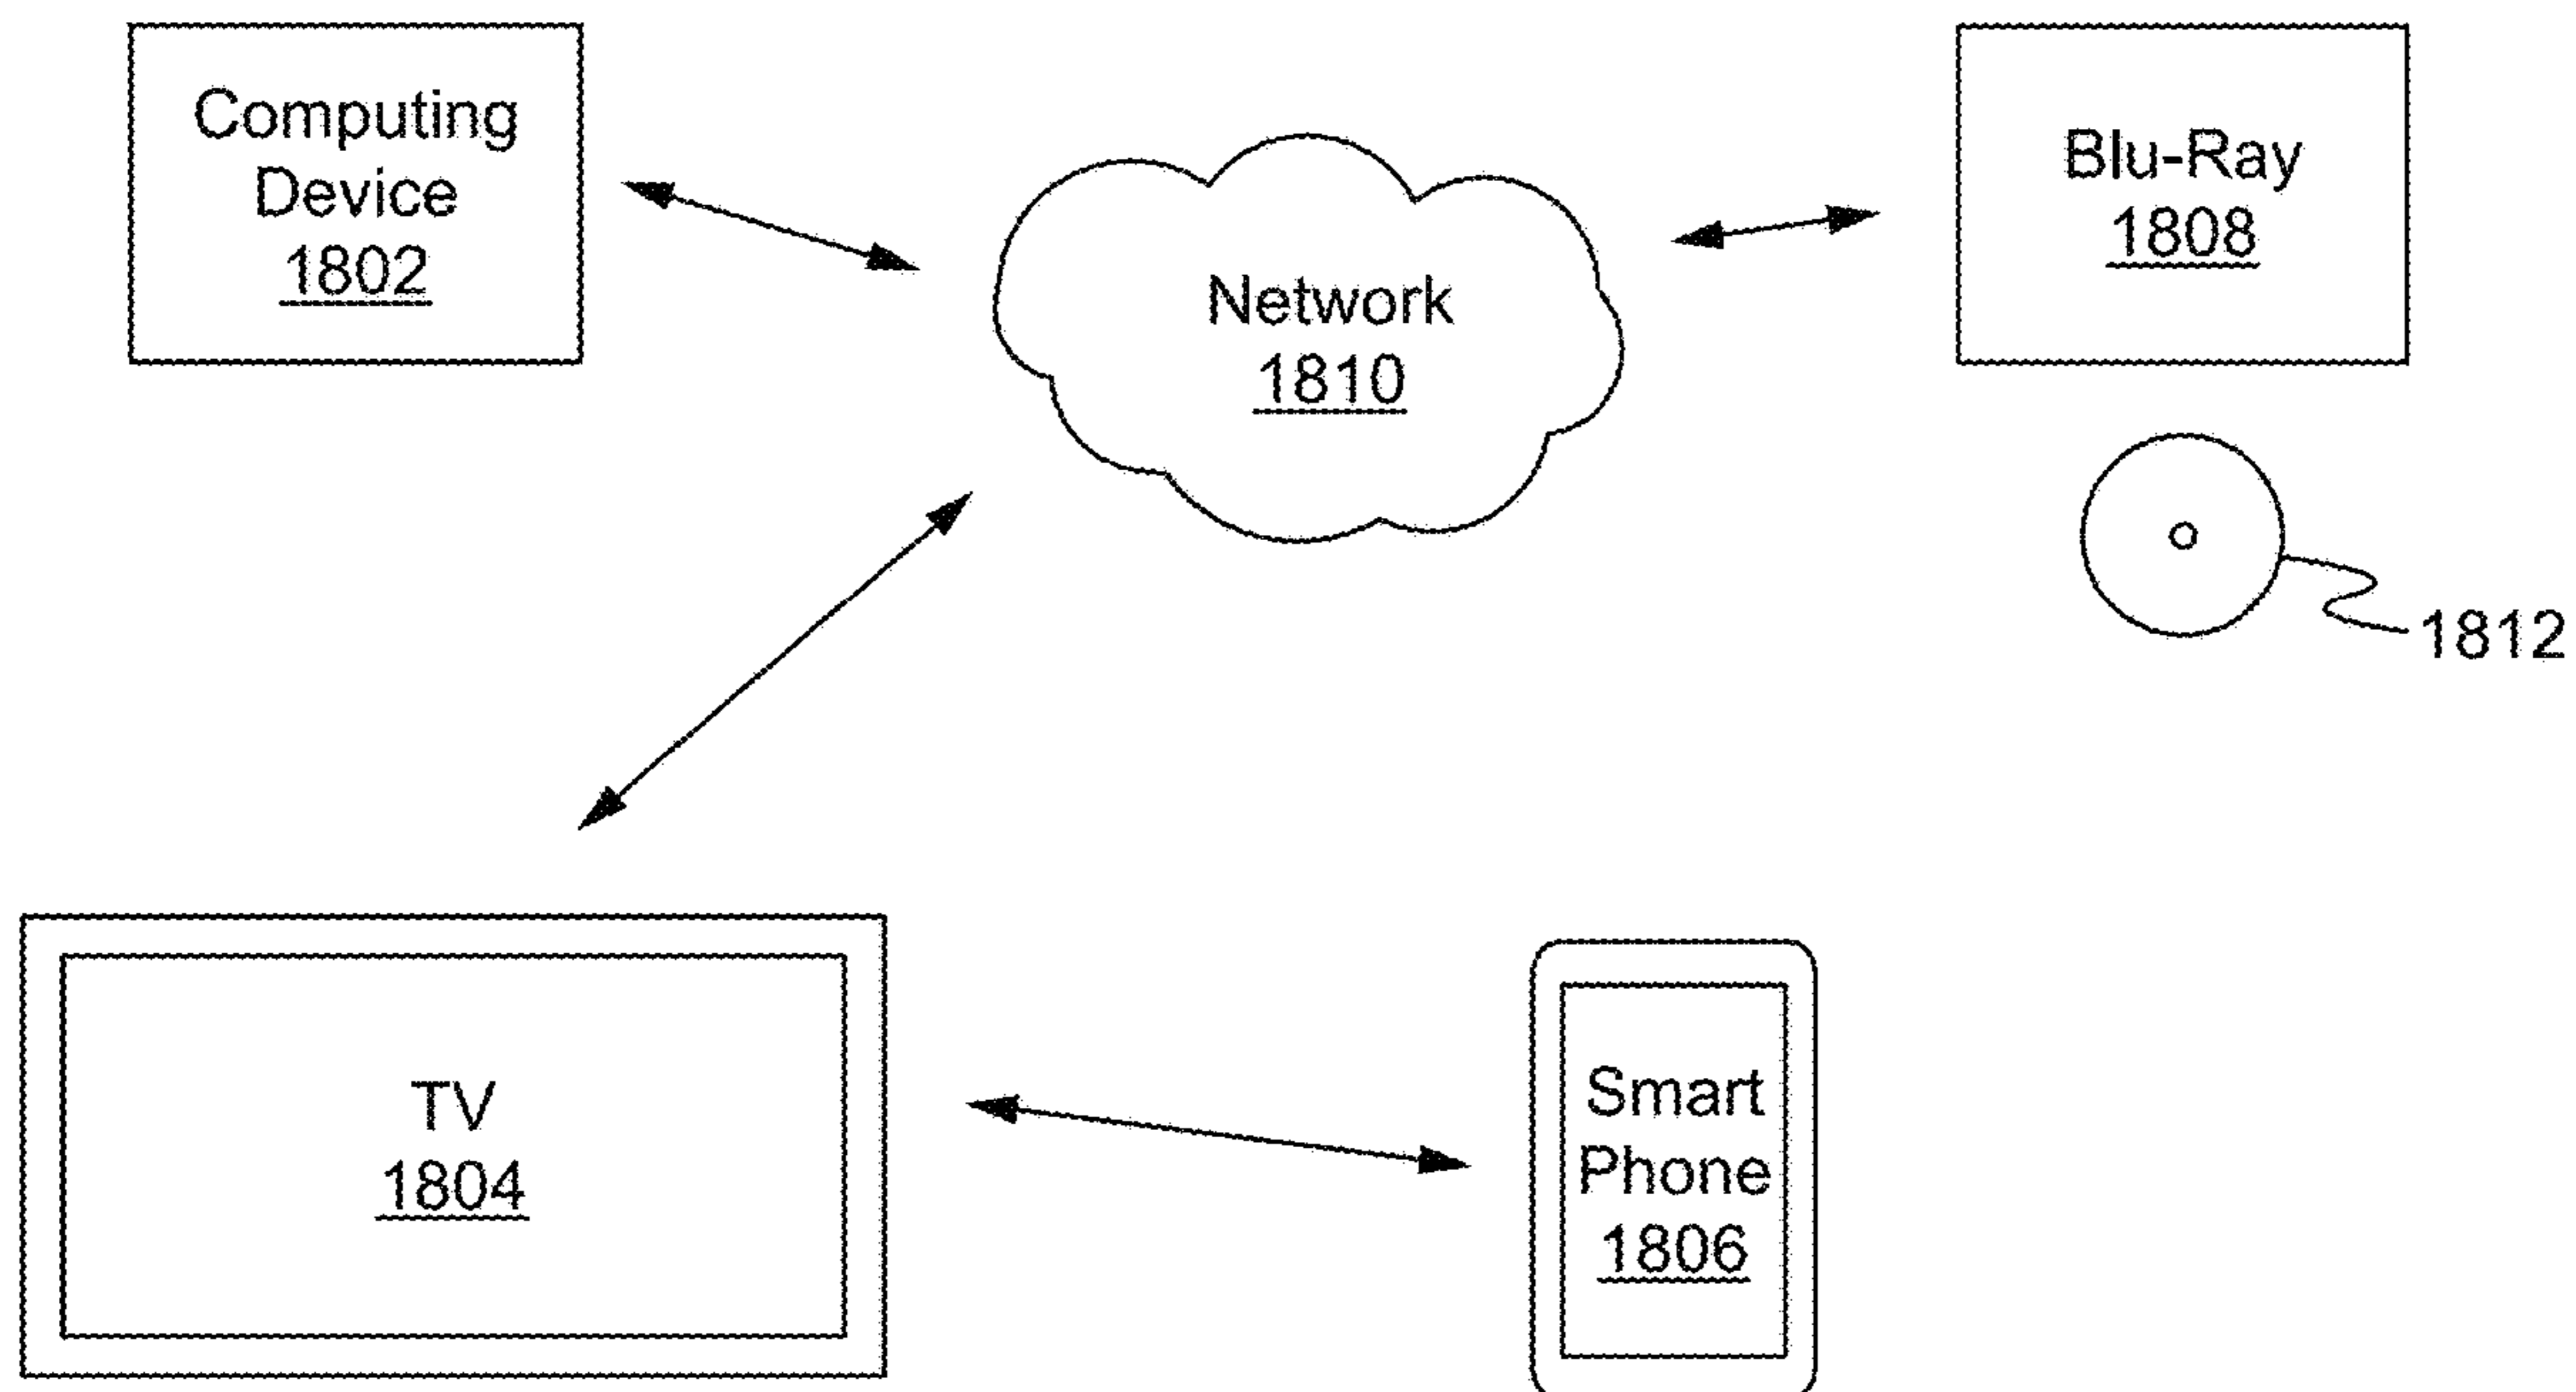 Computing
Device
1802
Network
1810
Blu-Ray
1808
1812
TV
1804
Smart
Phone
1806